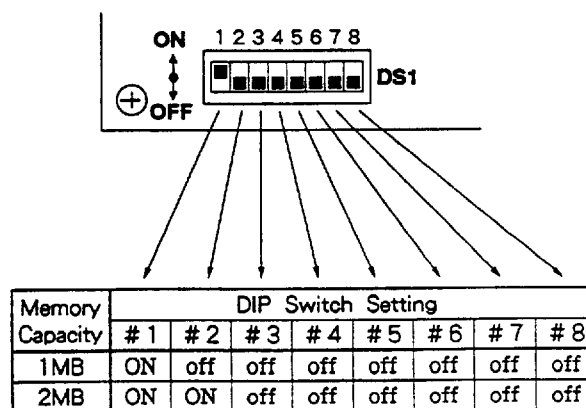 ON 1 2 3 4 5 6 7 8
DS1
OFF
Memory Capacity DIP Switch Setting
#1 #2 #3 #4 #5 #6 #7 #8
1MB ON off off off off off off off
2MB ON ON off off off off off off